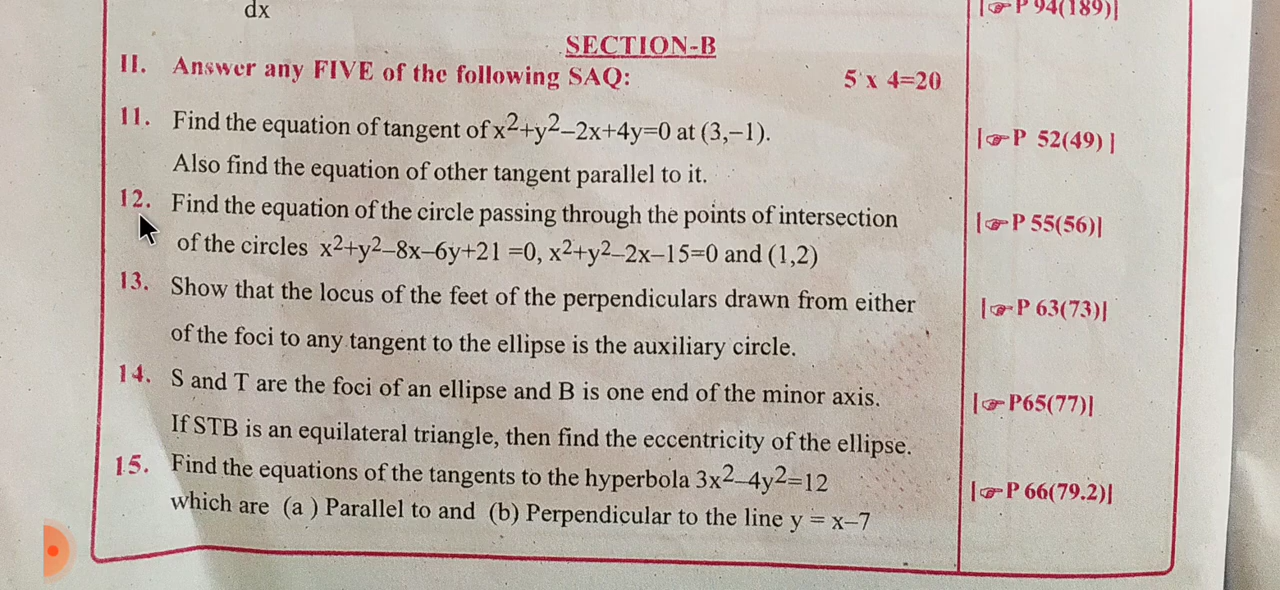 dx
|☞P 94(189)|
SECTION-B
II. Answer any FIVE of the following SAQ: 5 x 4=20
11. Find the equation of tangent of x²+y²–2x+4y=0 at (3,–1). |☞P 52(49) |
Also find the equation of other tangent parallel to it.
12. Find the equation of the circle passing through the points of intersection |☞P 55(56)|
of the circles x²+y²–8x–6y+21 =0, x²+y²–2x–15=0 and (1,2)
13. Show that the locus of the feet of the perpendiculars drawn from either |☞P 63(73)|
of the foci to any tangent to the ellipse is the auxiliary circle.
14. S and T are the foci of an ellipse and B is one end of the minor axis. |☞P65(77)|
If STB is an equilateral triangle, then find the eccentricity of the ellipse.
15. Find the equations of the tangents to the hyperbola 3x²–4y²=12 |☞P 66(79.2)|
which are (a ) Parallel to and (b) Perpendicular to the line y = x–7